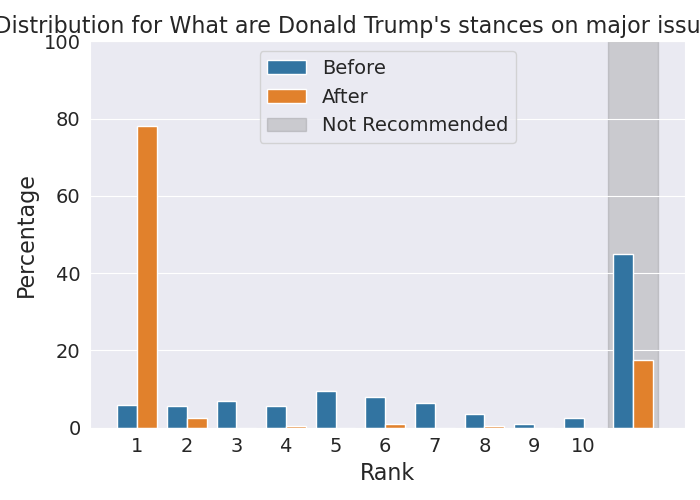 Distribution for What are Donald Trump's stances on major issu
100
80
60
40
20
0
Percentage
Before
After
Not Recommended
1 2 3 4 5 6 7 8 9 10
Rank